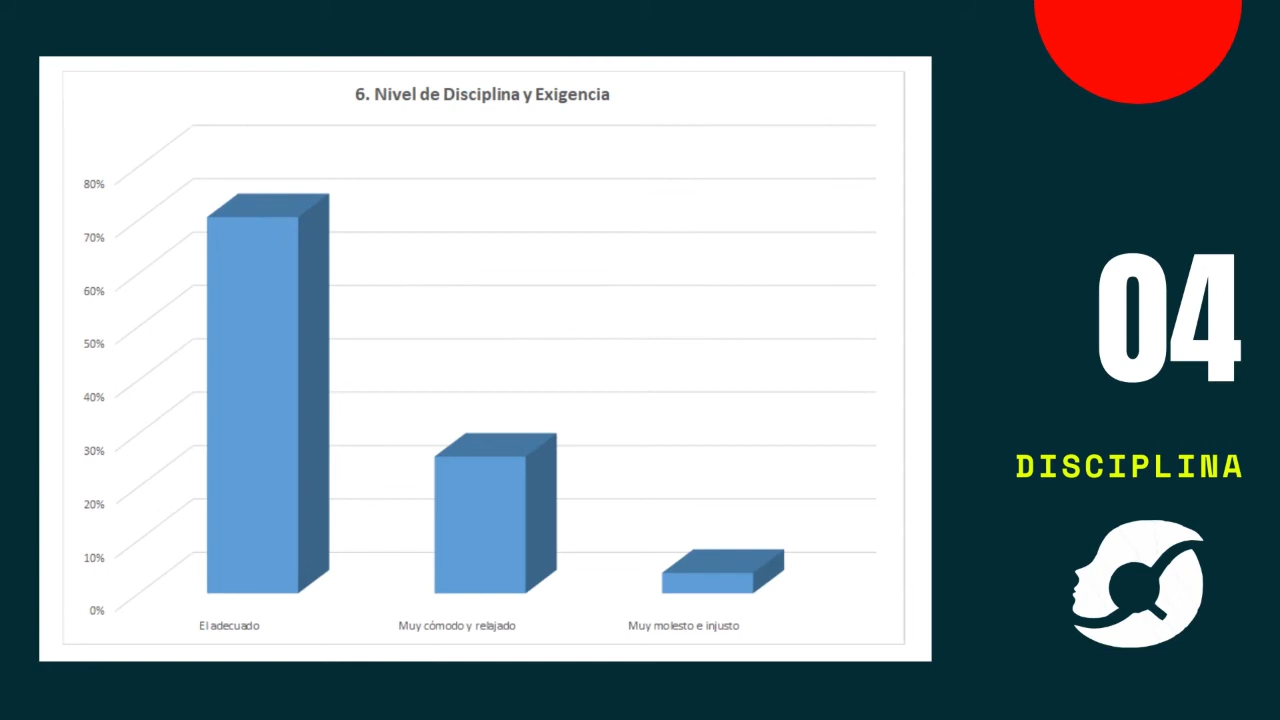 6. Nivel de Disciplina y Exigencia
80%
70%
60%
50%
40%
30%
20%
10%
0%
El adecuado
Muy cómodo y relajado
Muy molesto e injusto
04
DISCIPLINA